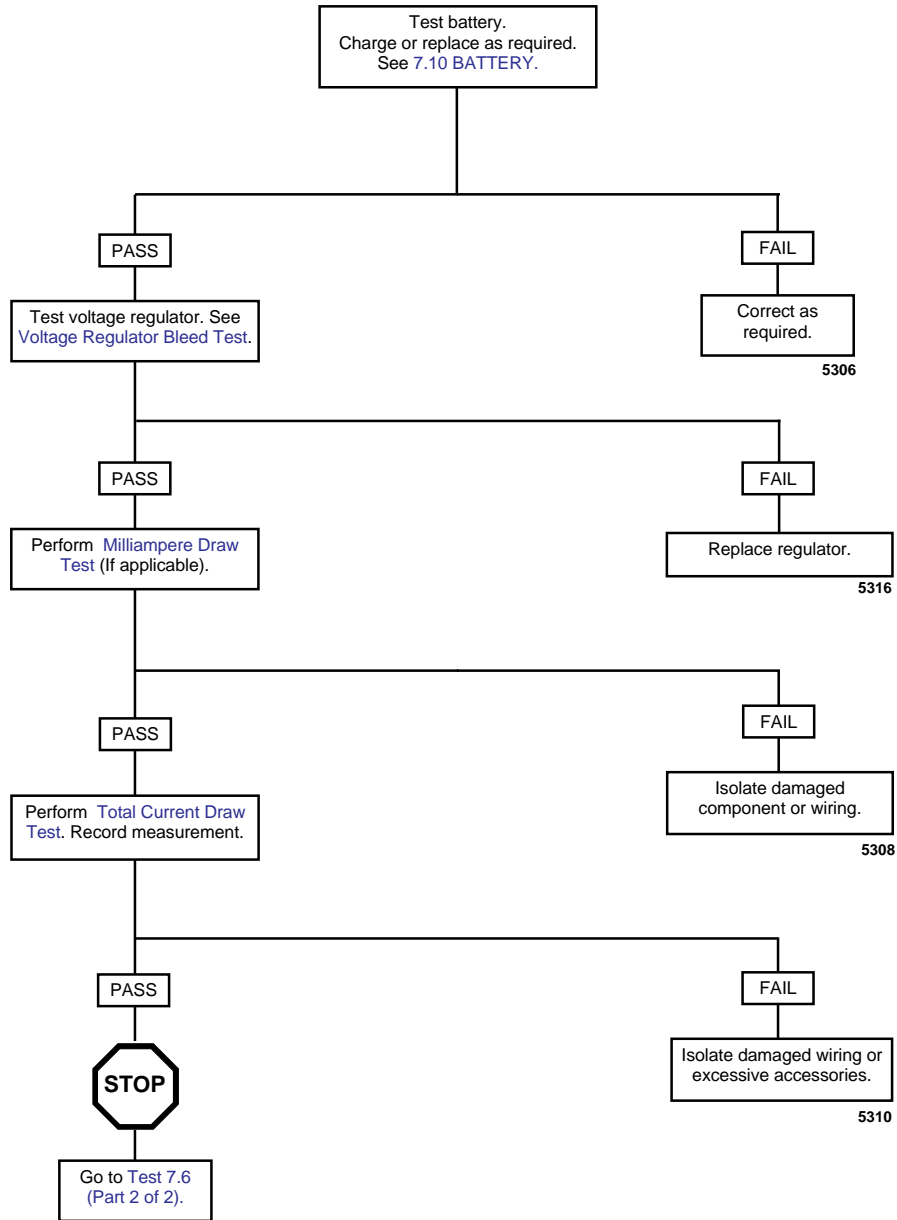 Test battery.
Charge or replace as required.
See 7.10 BATTERY.
PASS
FAIL
Test voltage regulator. See
Voltage Regulator Bleed Test.
Correct as
required.
5306
PASS
FAIL
Perform Milliampere Draw
Test (If applicable).
Replace regulator.
5316
PASS
FAIL
Perform Total Current Draw
Test. Record measurement.
Isolate damaged
component or wiring.
5308
PASS
FAIL
STOP
Isolate damaged wiring or
excessive accessories.
5310
Go to Test 7.6
(Part 2 of 2).